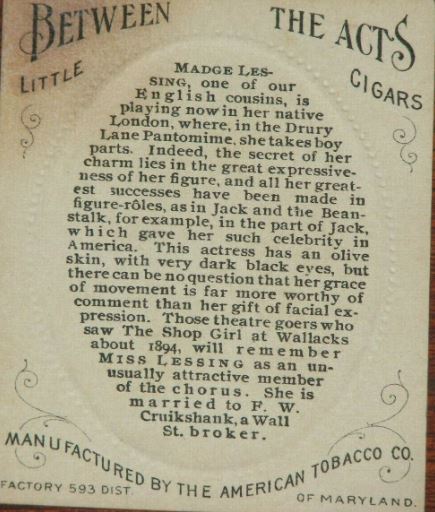 BETWEEN THE ACTS
LITTLE CIGARS
MADGE LES-
SING, one of our
English cousins, is
playing now in her native
London, where, in the Drury
Lane Pantomime, she takes boy
parts. Indeed, the secret of her
charm lies in the great expressive-
ness of her figure, and all her great-
est successes have been made in
figure-rôles, as in Jack and the Bean-
stalk, for example, in the part of Jack,
which gave her such celebrity in
America. This actress has an olive
skin, with very dark black eyes, but
there can be no question that her grace
of movement is far more worthy of
comment than her gift of facial ex-
pression. Those theatre goers who
saw The Shop Girl at Wallacks
about 1894, will remember
MISS LESSING as an un-
usually attractive member
of the chorus. She is
married to F. W.
Cruikshank, a Wall
St. broker.
MANUFACTURED BY THE AMERICAN TOBACCO CO.
FACTORY 593 DIST. OF MARYLAND.